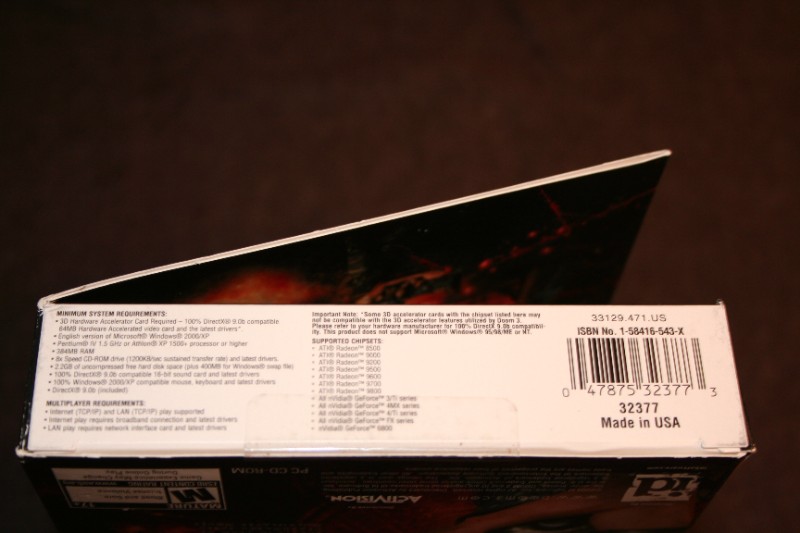 MINIMUM SYSTEM REQUIREMENTS:
• 3D Hardware Accelerator Card Required – 100% DirectX® 9.0b compatible
64MB Hardware Accelerated video card and the latest drivers*.
• English version of Microsoft® Windows® 2000/XP
• Pentium® IV 1.5 GHz or Athlon® XP 1500+ processor or higher
• 384MB RAM
• 8x Speed CD-ROM drive (1200KB/sec sustained transfer rate) and latest drivers.
• 2.2GB of uncompressed free hard disk space (plus 400MB for Windows® swap file)
• 100% DirectX® 9.0b compatible 16-bit sound card and latest drivers
• 100% Windows® 2000/XP compatible mouse, keyboard and latest drivers
• DirectX® 9.0b (included)
MULTIPLAYER REQUIREMENTS:
• Internet (TCP/IP) and LAN (TCP/IP) play supported
• Internet play requires broadband connection and latest drivers
• LAN play requires network interface card and latest drivers
Important Note: *Some 3D accelerator cards with the chipset listed here may
not be compatible with the 3D accelerator features utilized by Doom 3.
Please refer to your hardware manufacturer for 100% DirectX 9.0b compatibil-
ity. This product does not support Microsoft® Windows® 95/98/ME or NT.
SUPPORTED CHIPSETS:
• ATI® Radeon™ 8500
• ATI® Radeon™ 9000
• ATI® Radeon™ 9200
• ATI® Radeon™ 9500
• ATI® Radeon™ 9600
• ATI® Radeon™ 9700
• ATI® Radeon™ 9800
• All nVidia® GeForce™ 3/Ti series
• All nVidia® GeForce™ 4MX series
• All nVidia® GeForce™ 4/Ti series
• All nVidia® GeForce™ FX series
• nVidia® GeForce™ 6800
33129.471.US
ISBN No. 1-58416-543-X
0 47875 32377 3
32377
Made in USA
MATURE 17+
M
PC CD-ROM
ACTIVISION
id